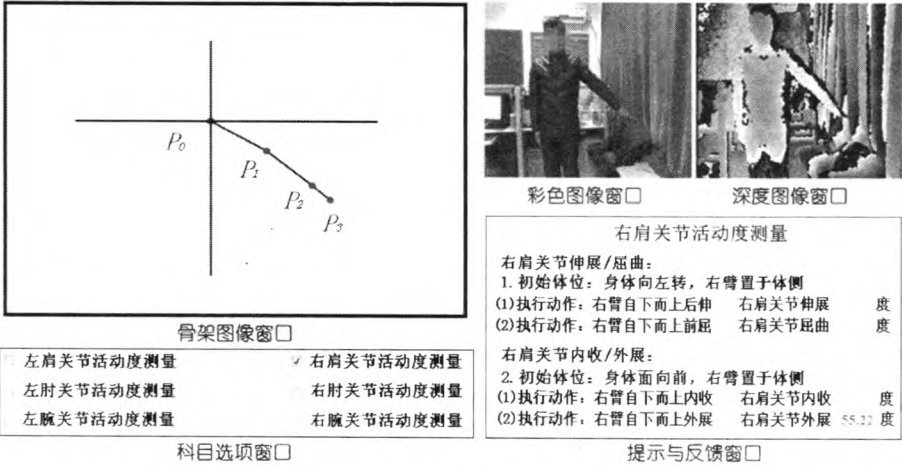 P₀
P₁
P₂
P₃
骨架图像窗口
彩色图像窗口
深度图像窗口
左肩关节活动度测量 ✓ 右肩关节活动度测量
左肘关节活动度测量 右肘关节活动度测量
左腕关节活动度测量 右腕关节活动度测量
科目选项窗口
右肩关节活动度测量
右肩关节伸展/屈曲:
1. 初始体位: 身体向左转, 右臂置于体侧
(1)执行动作: 右臂自下而上后伸 右肩关节伸展 度
(2)执行动作: 右臂自下而上前屈 右肩关节屈曲 度
右肩关节内收/外展:
2. 初始体位: 身体面向前, 右臂置于体侧
(1)执行动作: 右臂自下而上内收 右肩关节内收 度
(2)执行动作: 右臂自下而上外展 右肩关节外展 55.22 度
提示与反馈窗口